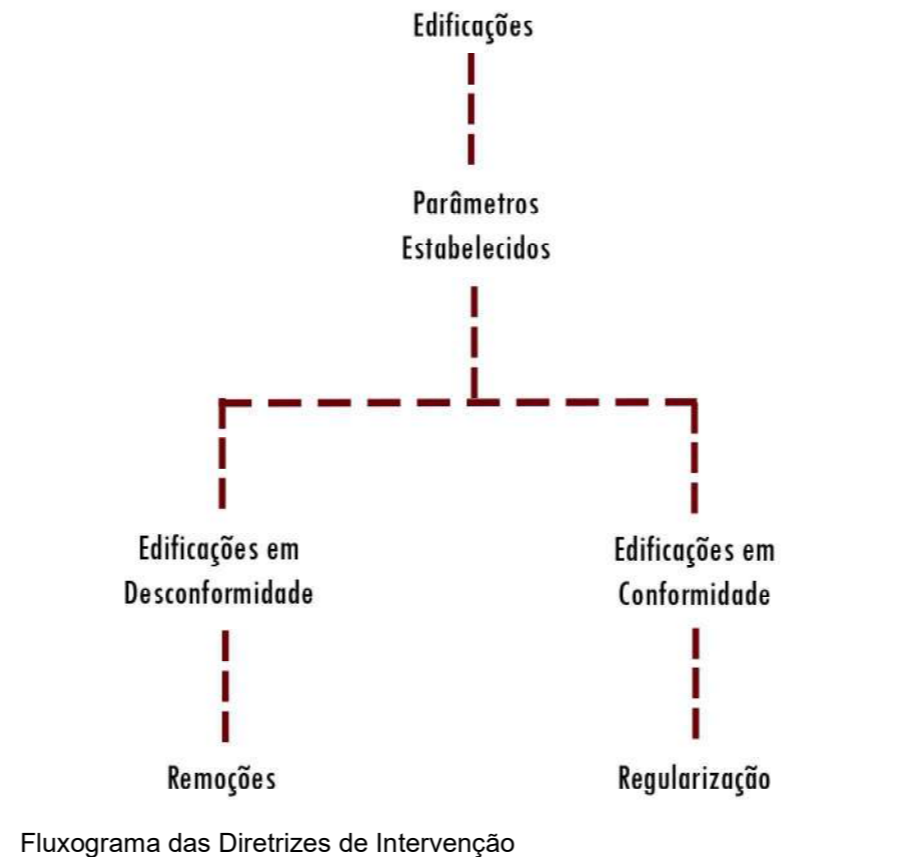 Edificações
Parâmetros
Estabelecidos
Edificações em
Desconformidade
Edificações em
Conformidade
Remoções
Regularização
Fluxograma das Diretrizes de Intervenção